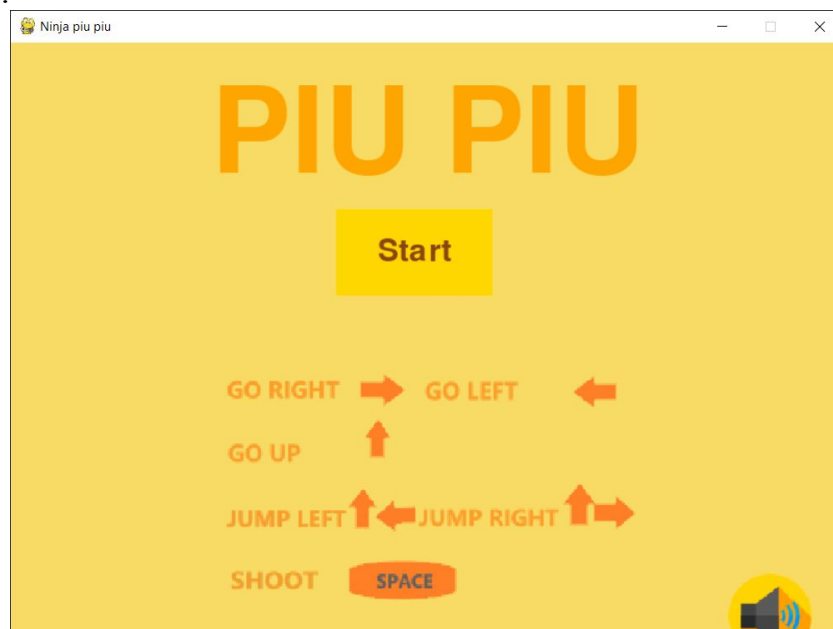 Ninja piu piu
PIU PIU
Start
GO RIGHT GO LEFT
GO UP
JUMP LEFT JUMP RIGHT
SHOOT SPACE